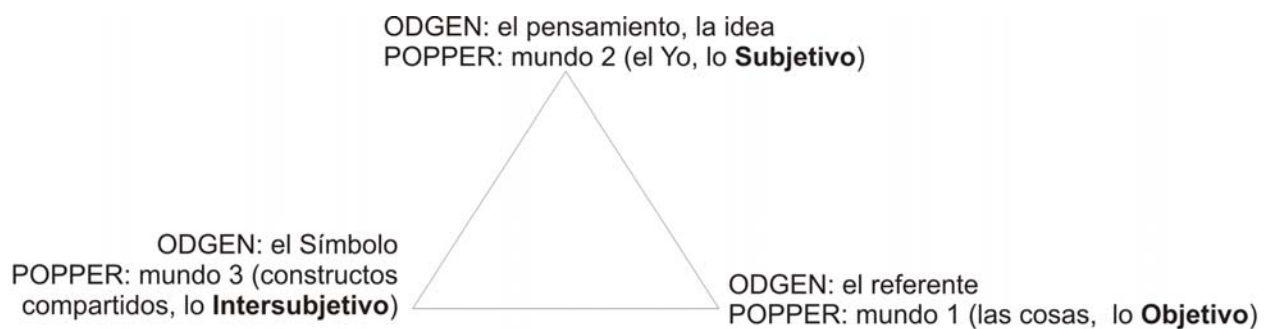 ODGEN: el pensamiento, la idea
POPPER: mundo 2 (el Yo, lo Subjetivo)
ODGEN: el Símbolo
POPPER: mundo 3 (constructos
compartidos, lo Intersubjetivo)
ODGEN: el referente
POPPER: mundo 1 (las cosas, lo Objetivo)